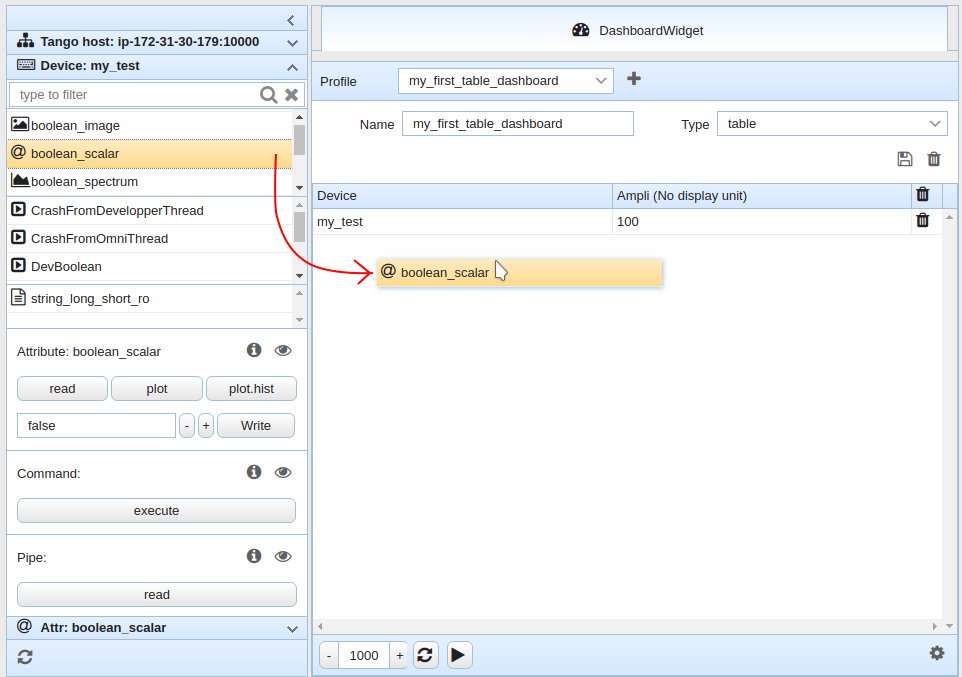 Tango host: ip-172-31-30-179:10000
Device: my_test
type to filter
boolean_image
@ boolean_scalar
boolean_spectrum
CrashFromDevelopperThread
CrashFromOmniThread
DevBoolean
string_long_short_ro
Attribute: boolean_scalar
read plot plot.hist
false - + Write
Command:
execute
Pipe:
read
@ Attr: boolean_scalar
DashboardWidget
Profile my_first_table_dashboard
Name my_first_table_dashboard Type table
Device Ampli (No display unit)
my_test 100
@ boolean_scalar
- 1000 +